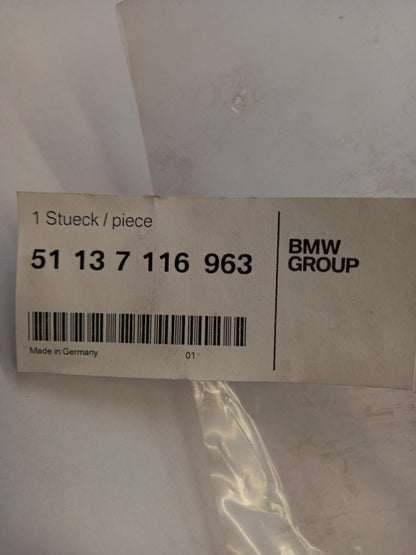 1 Stueck / piece
51 13 7 116 963
BMW
GROUP
Made in Germany
01